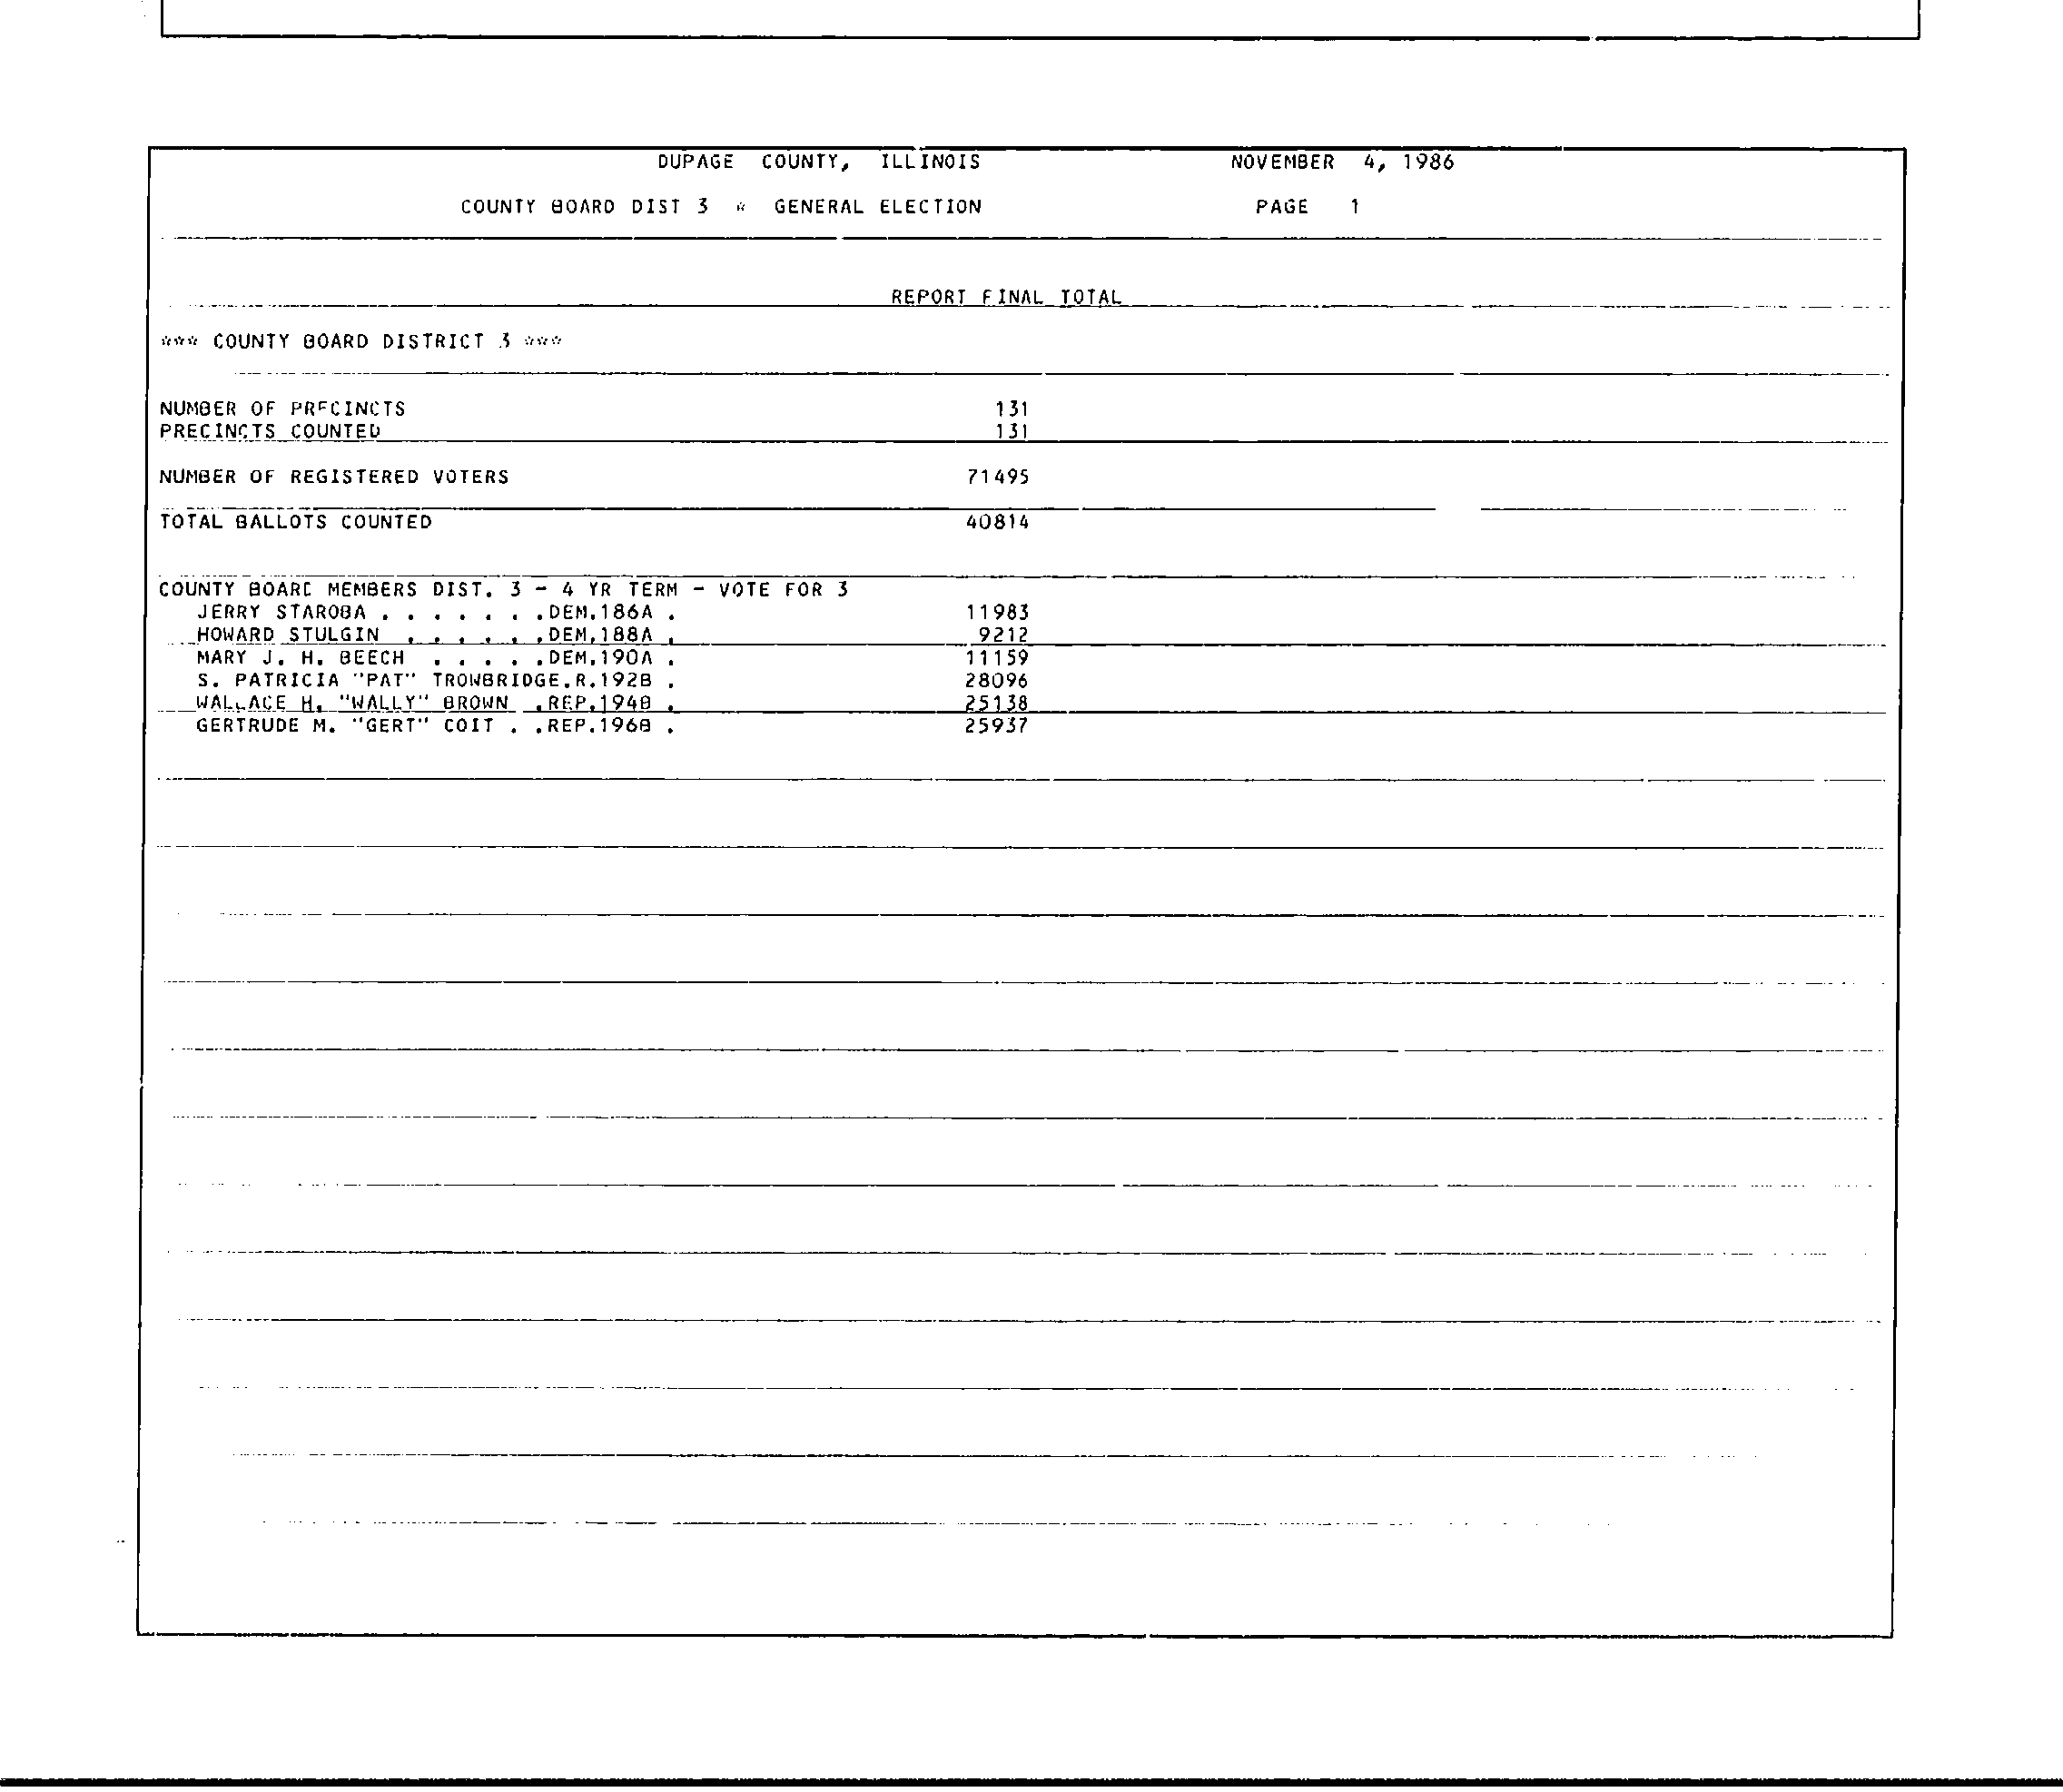 DUPAGE COUNTY, ILLINOIS NOVEMBER 4, 1986
COUNTY BOARD DIST 3 * GENERAL ELECTION PAGE 1
REPORT FINAL TOTAL
*** COUNTY BOARD DISTRICT 3 ***
NUMBER OF PRECINCTS 131
PRECINCTS COUNTED 131
NUMBER OF REGISTERED VOTERS 71495
TOTAL BALLOTS COUNTED 40814
COUNTY BOARD MEMBERS DIST. 3 - 4 YR TERM - VOTE FOR 3
JERRY STAROBA . . . . . . .DEM.186A . 11983
HOWARD STULGIN . . . . . .DEM.188A . 9212
MARY J. H. BEECH . . . . .DEM.190A . 11159
S. PATRICIA "PAT" TROWBRIDGE.R.192B . 28096
WALLACE H. "WALLY" BROWN .REP.194B . 25138
GERTRUDE M. "GERT" COIT . .REP.196B . 25937